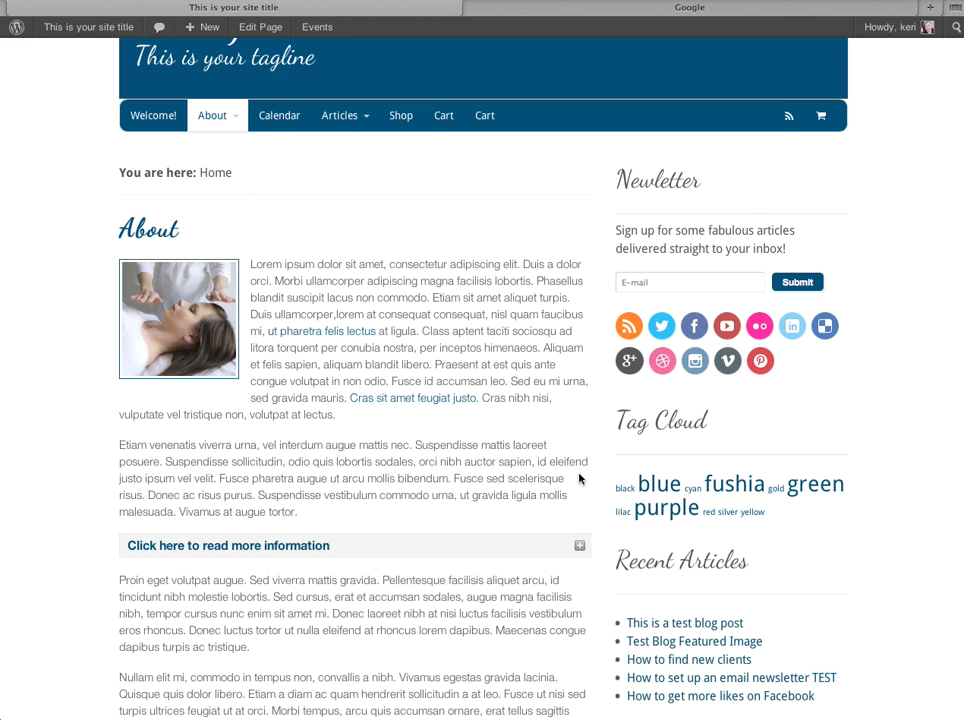 This is your site title
Google
This is your site title
New
Edit Page
Events
Howdy, keri
This is your tagline
Welcome!
About
Calendar
Articles
Shop
Cart
Cart
You are here: Home
About
Lorem ipsum dolor sit amet, consectetur adipiscing elit. Duis a dolor
orci. Morbi ullamcorper adipiscing magna facilisis lobortis. Phasellus
blandit suscipit lacus non commodo. Etiam sit amet aliquet turpis.
Duis ullamcorper,lorem at consequat consequat, nisl quam faucibus
mi, ut pharetra felis lectus at ligula. Class aptent taciti sociosqu ad
litora torquent per conubia nostra, per inceptos himenaeos. Aliquam
et felis sapien, aliquam blandit libero. Praesent at est quis ante
congue volutpat in non odio. Fusce id accumsan leo. Sed eu mi urna,
sed gravida mauris. Cras sit amet feugiat justo. Cras nibh nisi,
vulputate vel tristique non, volutpat at lectus.
Etiam venenatis viverra urna, vel interdum augue mattis nec. Suspendisse mattis laoreet
posuere. Suspendisse sollicitudin, odio quis lobortis sodales, orci nibh auctor sapien, id eleifend
justo ipsum vel velit. Fusce pharetra augue ut arcu mollis bibendum. Fusce sed scelerisque
risus. Donec ac risus purus. Suspendisse vestibulum commodo urna, ut gravida ligula mollis
malesuada. Vivamus at augue tortor.
Click here to read more information
Proin eget volutpat augue. Sed viverra mattis gravida. Pellentesque facilisis aliquet arcu, id
tincidunt nibh molestie lobortis. Sed cursus, erat et accumsan sodales, augue magna facilisis
nibh, tempor cursus nunc enim sit amet mi. Donec laoreet nibh at nisi luctus facilisis vestibulum
eros rhoncus. Donec luctus tortor ut nulla eleifend at rhoncus lorem dapibus. Maecenas congue
dapibus turpis ac tristique.
Nullam elit mi, commodo in tempus non, convallis a nibh. Vivamus egestas gravida lacinia.
Quisque quis dolor libero. Etiam a diam ac quam hendrerit sollicitudin a at leo. Fusce ut nisi sed
turpis ultrices feugiat ut at orci. Morbi tempus, arcu quis accumsan ornare, erat tellus sagittis
Newletter
Sign up for some fabulous articles
delivered straight to your inbox!
E-mail
Submit
Tag Cloud
black blue cyan fushia gold green
lilac purple red silver yellow
Recent Articles
This is a test blog post
Test Blog Featured Image
How to find new clients
How to set up an email newsletter TEST
How to get more likes on Facebook